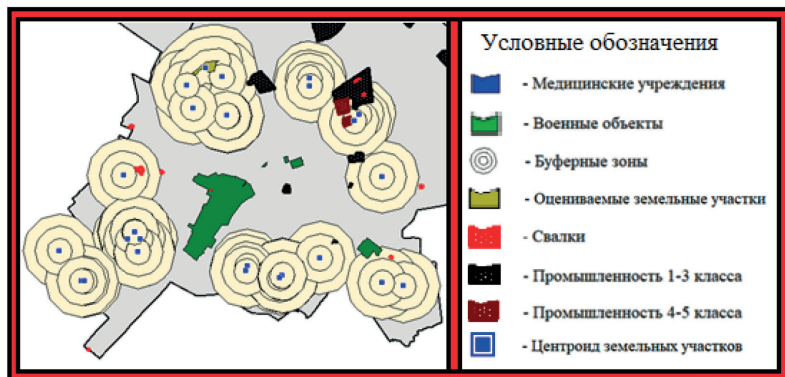 Условные обозначения
- Медицинские учреждения
- Военные объекты
- Буферные зоны
- Оцениваемые земельные участки
- Свалки
- Промышленность 1-3 класса
- Промышленность 4-5 класса
- Центроид земельных участков